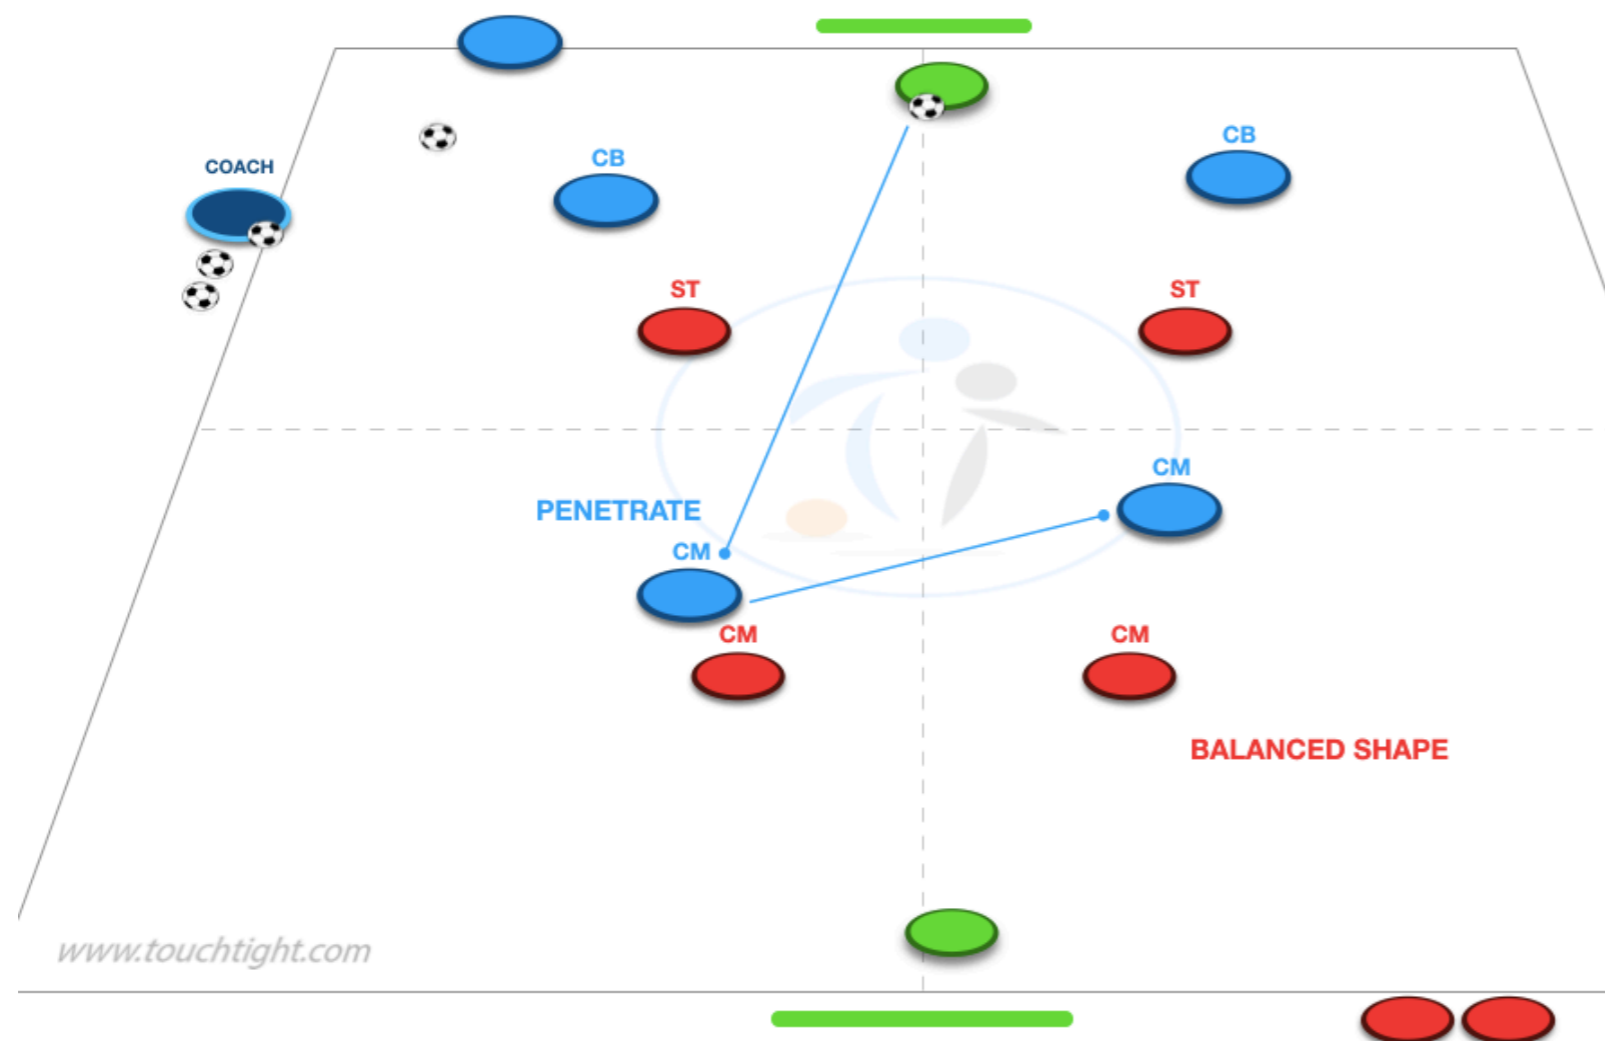 CB
COACH
CB
ST
ST
CM
PENETRATE
CM
CM
CM
BALANCED SHAPE
www.touchtight.com